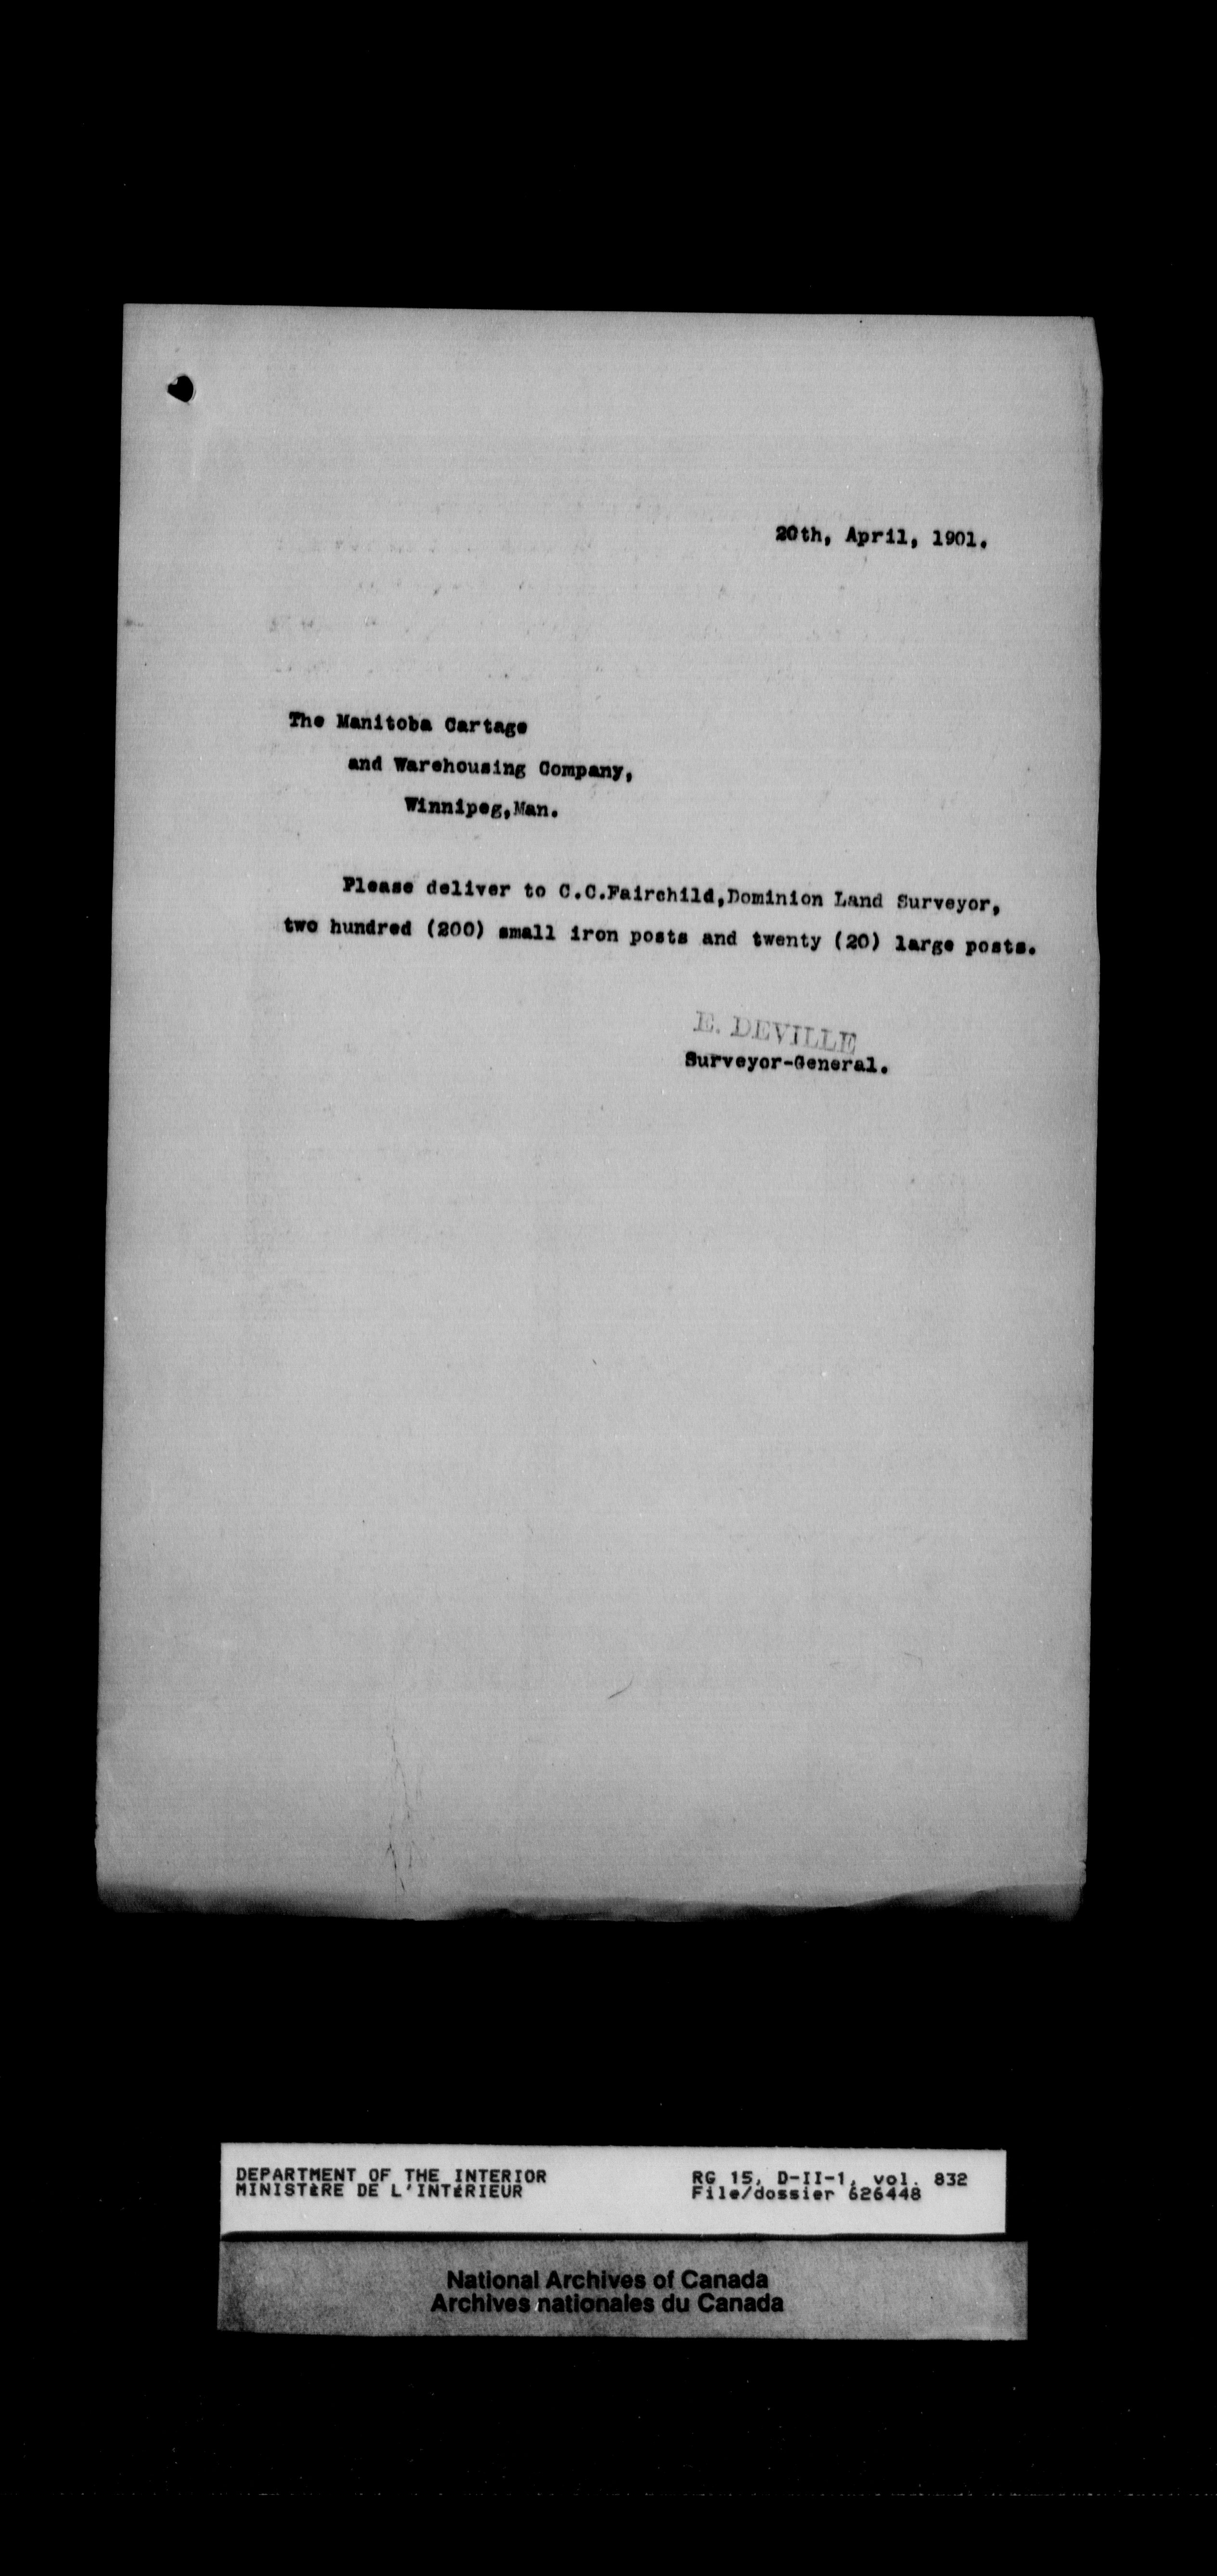 20th, April, 1901.
The Manitoba Cartage
and Warehousing Company,
Winnipeg,Man.
Please deliver to C.C.Fairchild,Dominion Land Surveyor,
two hundred (200) small iron posts and twenty (20) large posts.
E. DEVILLE
Surveyor-General.
DEPARTMENT OF THE INTERIOR
MINISTÈRE DE L'INTÉRIEUR
RG 15, D-II-1, vol. 832
File/dossier 626448
National Archives of Canada
Archives nationales du Canada